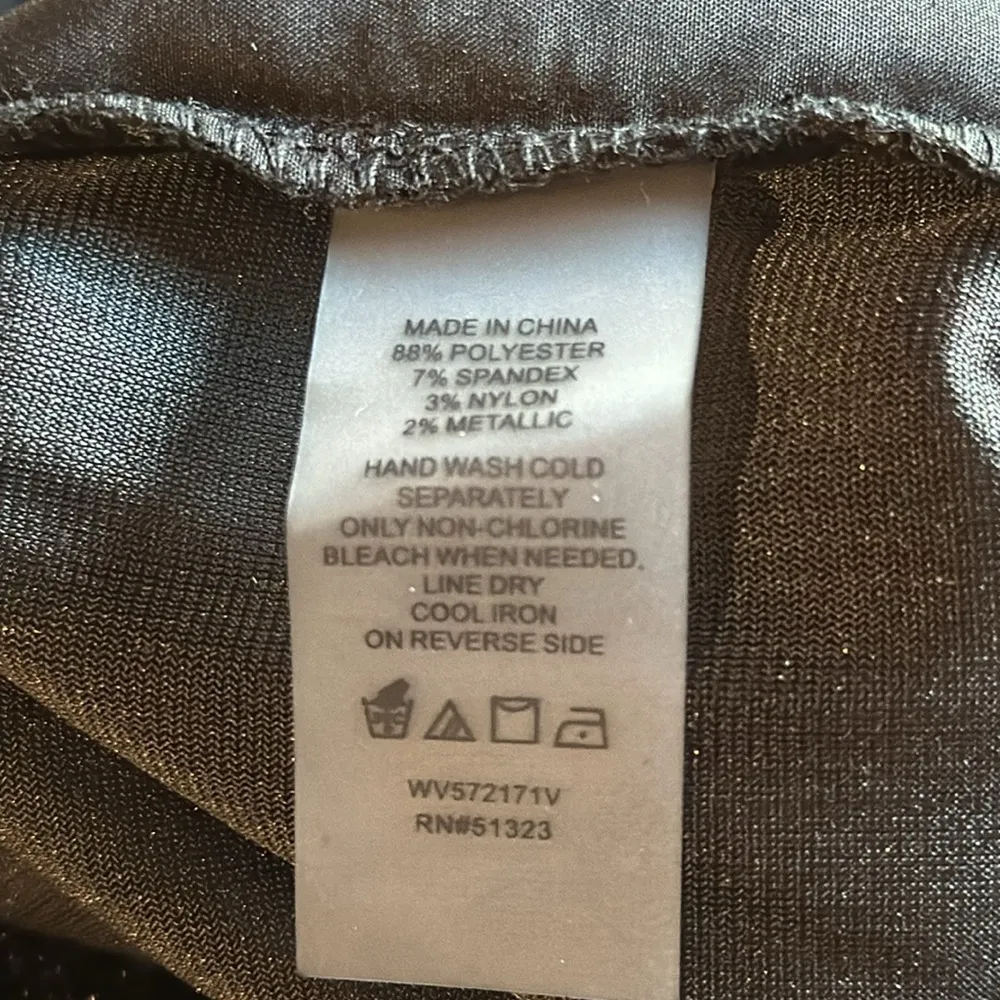 MADE IN CHINA
88% POLYESTER
7% SPANDEX
3% NYLON
2% METALLIC
HAND WASH COLD
SEPARATELY
ONLY NON-CHLORINE
BLEACH WHEN NEEDED.
LINE DRY
COOL IRON
ON REVERSE SIDE
WV572171V
RN#51323